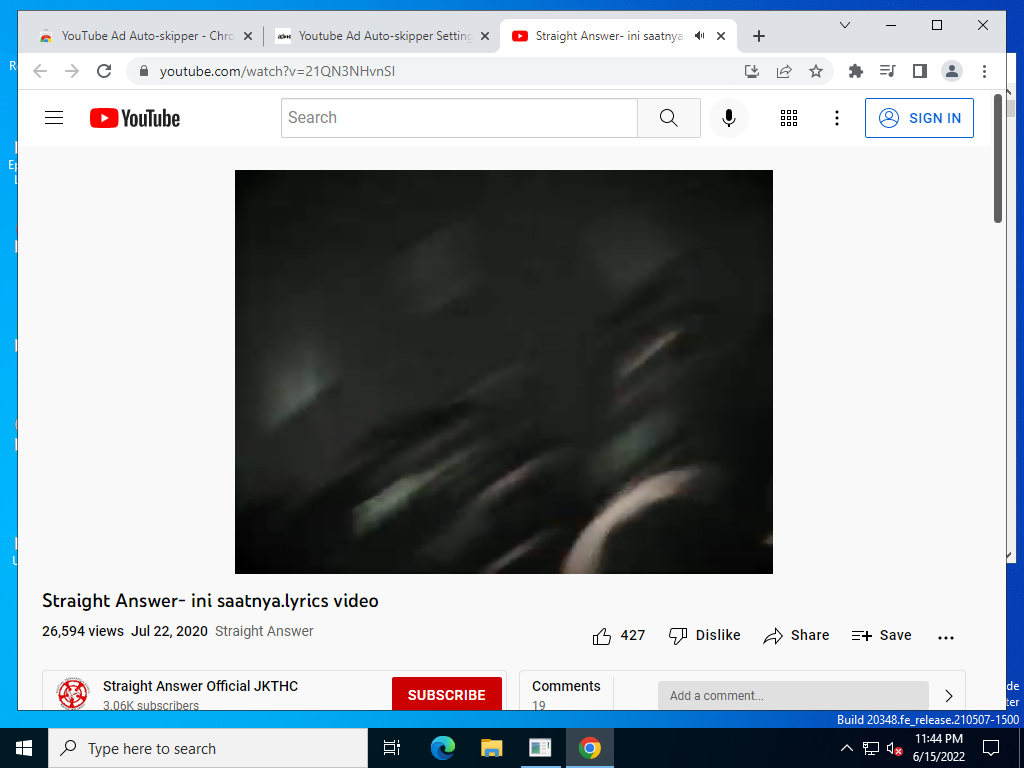 YouTube Ad Auto-skipper - Chro
Youtube Ad Auto-skipper Setting
Straight Answer- ini saatnya.
youtube.com/watch?v=21QN3NHvnSI
YouTube
Search
SIGN IN
Straight Answer- ini saatnya.lyrics video
26,594 views Jul 22, 2020 Straight Answer
427
Dislike
Share
Save
Straight Answer Official JKTHC
3.06K subscribers
SUBSCRIBE
Comments
19
Add a comment...
Build 20348.fe_release.210507-1500
Type here to search
11:44 PM
6/15/2022